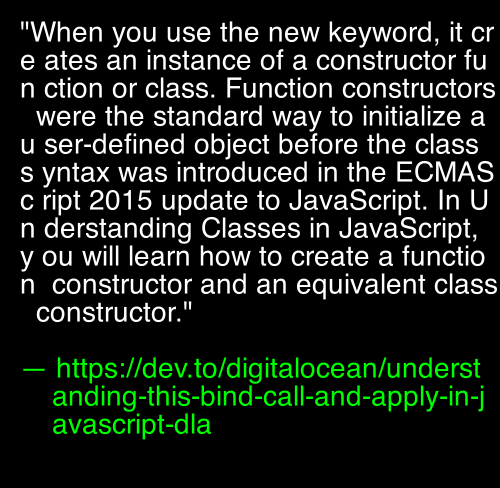 "When you use the new keyword, it cr
e ates an instance of a constructor fu
n ction or class. Function constructors
were the standard way to initialize a
u ser-defined object before the class
s yntax was introduced in the ECMAS
c ript 2015 update to JavaScript. In U
n derstanding Classes in JavaScript,
y ou will learn how to create a functio
n  constructor and an equivalent class
constructor."
— https://dev.to/digitalocean/underst
anding-this-bind-call-and-apply-in-j
avascript-dla